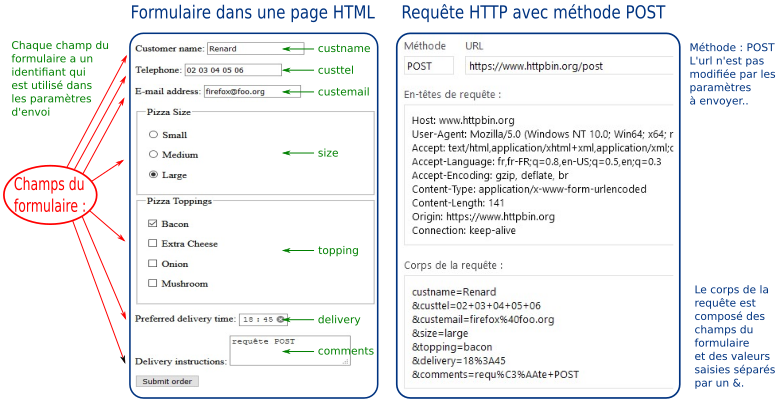 Formulaire dans une page HTML
Requête HTTP avec méthode POST
Chaque champ du
formulaire a un
identifiant qui
est utilisé dans
les paramètres
d'envoi
Champs du
formulaire :
Customer name: Renard custname
Telephone: 02 03 04 05 06 custtel
E-mail address: firefox@foo.org custemail
Pizza Size
Small
Medium
Large
size
Pizza Toppings
Bacon
Extra Cheese
Onion
Mushroom
topping
Preferred delivery time: 18 : 45 delivery
Delivery instructions: requête POST comments
Submit order
Méthode URL
POST https://www.httpbin.org/post
En-têtes de requête :
Host: www.httpbin.org
User-Agent: Mozilla/5.0 (Windows NT 10.0; Win64; x64; r
Accept: text/html,application/xhtml+xml,application/xml;c
Accept-Language: fr,fr-FR;q=0.8,en-US;q=0.5,en;q=0.3
Accept-Encoding: gzip, deflate, br
Content-Type: application/x-www-form-urlencoded
Content-Length: 141
Origin: https://www.httpbin.org
Connection: keep-alive
Corps de la requête :
custname=Renard
&custtel=02+03+04+05+06
&custemail=firefox%40foo.org
&size=large
&topping=bacon
&delivery=18%3A45
&comments=requ%C3%AAte+POST
Méthode : POST
L'url n'est pas
modifiée par les
paramètres
à envoyer..
Le corps de la
requête est
composé des
champs du
formulaire
et des valeurs
saisies séparés
par un &.